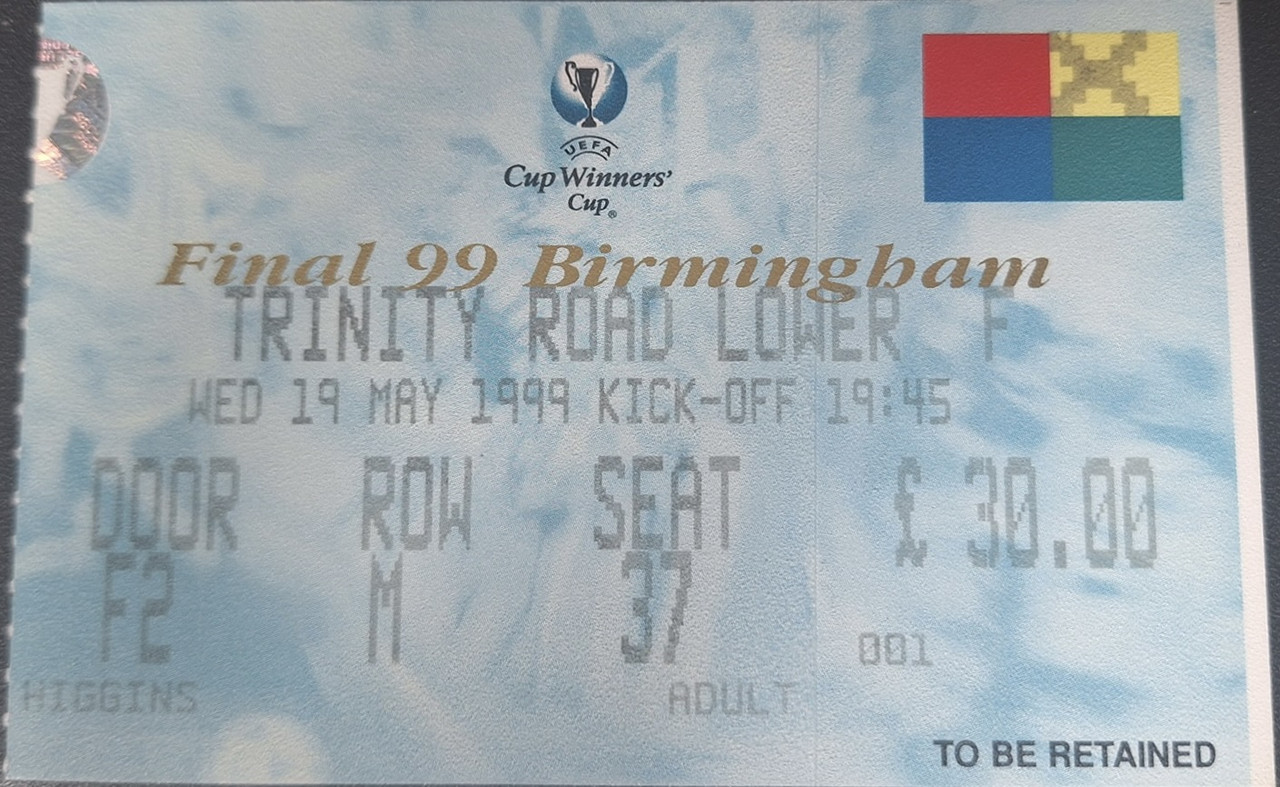 UEFA
Cup Winners'
Cup®
Final 99 Birmingham
TRINITY ROAD LOWER F
WED 19 MAY 1999 KICK-OFF 19:45
DOOR ROW SEAT £ 30.00
F2 M 37
001
HIGGINS ADULT
TO BE RETAINED